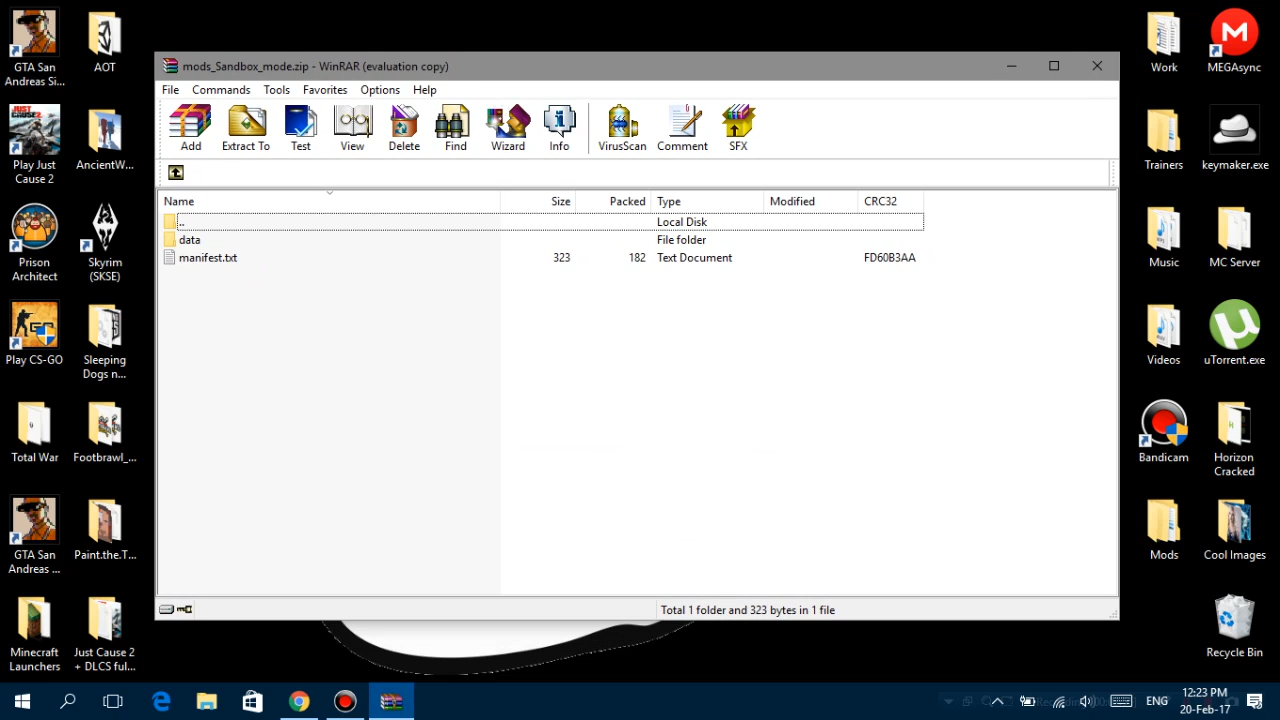 mods_Sandbox_mode.zip - WinRAR (evaluation copy)
File Commands Tools Favorites Options Help
Add Extract To Test View Delete Find Wizard Info VirusScan Comment SFX
Name Size Packed Type Modified CRC32
.. Local Disk
data File folder
manifest.txt 323 182 Text Document FD60B3AA
Total 1 folder and 323 bytes in 1 file
GTA San
Andreas Si...
AOT
Play Just
Cause 2
AncientW...
Prison
Architect
Skyrim
(SKSE)
Play CS-GO
Sleeping
Dogs n...
Total War
Footbrawl_...
GTA San
Andreas ...
Paint.the.T...
Minecraft
Launchers
Just Cause 2
+ DLCS ful...
Work
MEGAsync
Trainers
keymaker.exe
Music
MC Server
Videos
uTorrent.exe
Bandicam
Horizon
Cracked
Mods
Cool Images
Recycle Bin
ENG
12:23 PM
20-Feb-17